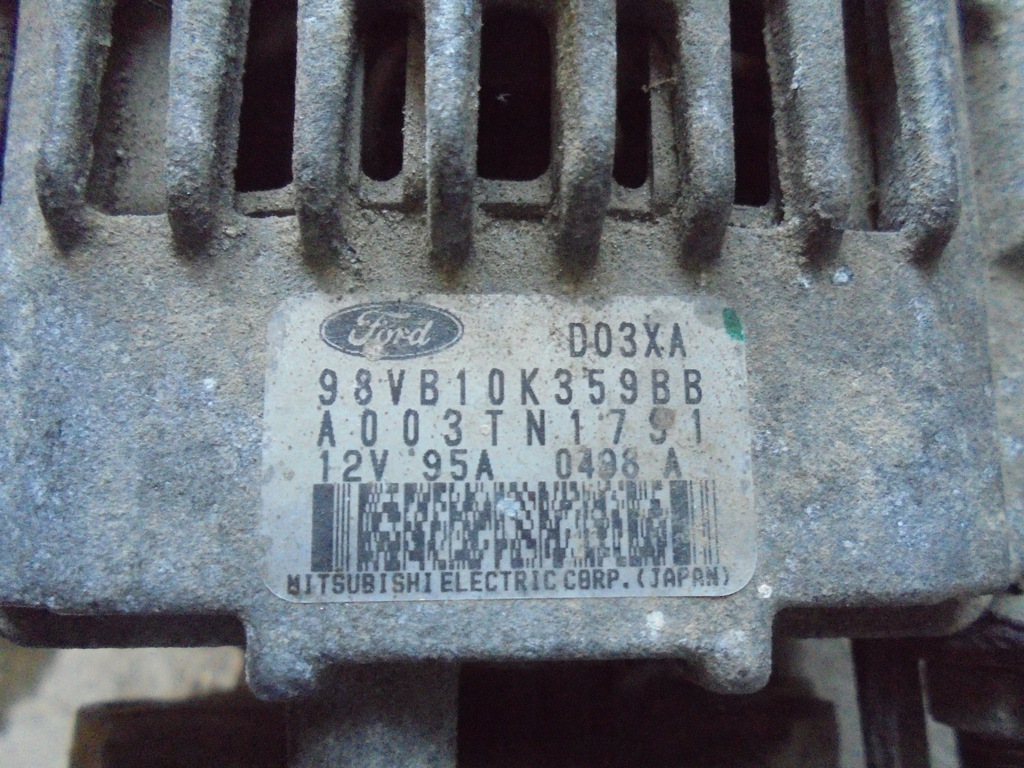 Ford D03XA
98VB10K359BB
A003TN1791
12V 95A 0498 A
MITSUBISHI ELECTRIC CORP. (JAPAN)